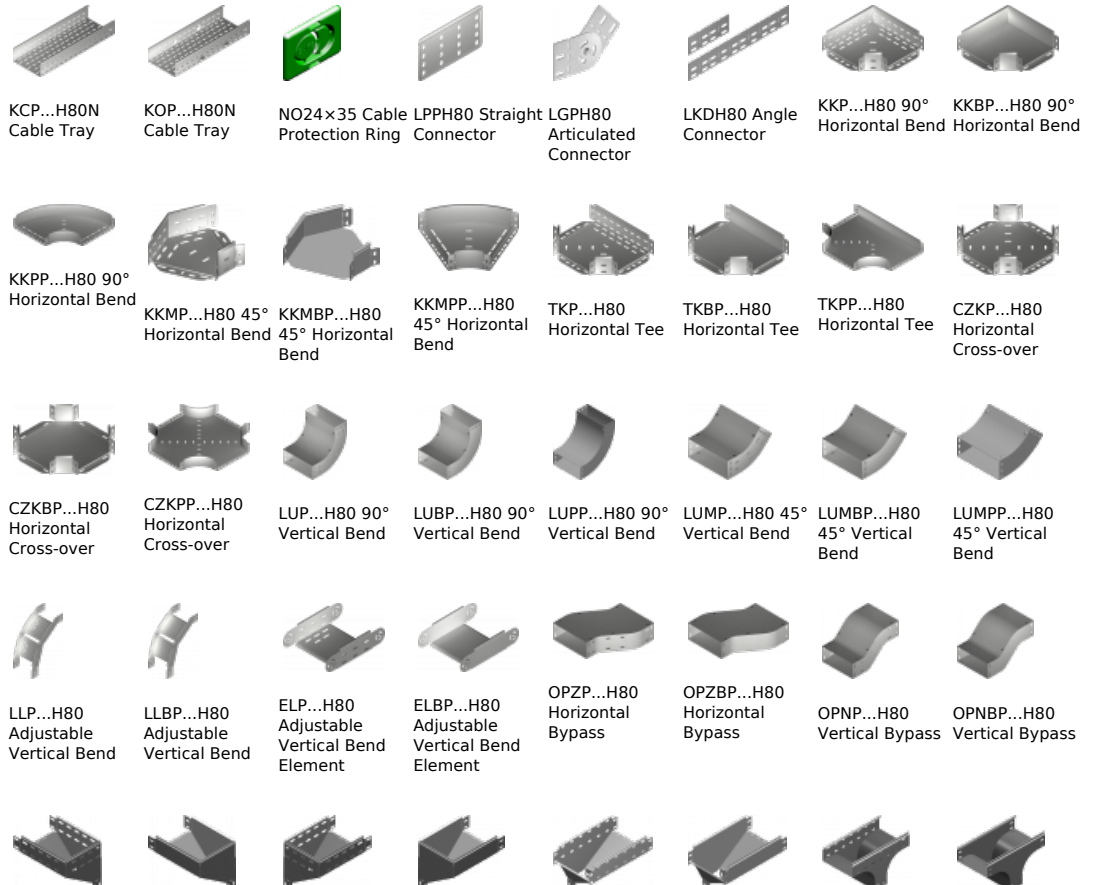 KCP...H80N
Cable Tray
KOP...H80N
Cable Tray
NO24×35 Cable
Protection Ring
LPPH80 Straight
Connector
LGPH80
Articulated
Connector
LKDH80 Angle
Connector
KKP...H80 90°
Horizontal Bend
KKBP...H80 90°
Horizontal Bend
KKPP...H80 90°
Horizontal Bend
KKMP...H80 45°
Horizontal Bend
KKMBP...H80
45° Horizontal
Bend
KKMPP...H80
45° Horizontal
Bend
TKP...H80
Horizontal Tee
TKBP...H80
Horizontal Tee
TKPP...H80
Horizontal Tee
CZKP...H80
Horizontal
Cross-over
CZKBP...H80
Horizontal
Cross-over
CZKPP...H80
Horizontal
Cross-over
LUP...H80 90°
Vertical Bend
LUBP...H80 90°
Vertical Bend
LUPP...H80 90°
Vertical Bend
LUMP...H80 45°
Vertical Bend
LUMBP...H80
45° Vertical
Bend
LUMPP...H80
45° Vertical
Bend
LLP...H80
Adjustable
Vertical Bend
LLBP...H80
Adjustable
Vertical Bend
ELP...H80
Adjustable
Vertical Bend
Element
ELBP...H80
Adjustable
Vertical Bend
Element
OPZP...H80
Horizontal
Bypass
OPZBP...H80
Horizontal
Bypass
OPNP...H80
Vertical Bypass
OPNBP...H80
Vertical Bypass